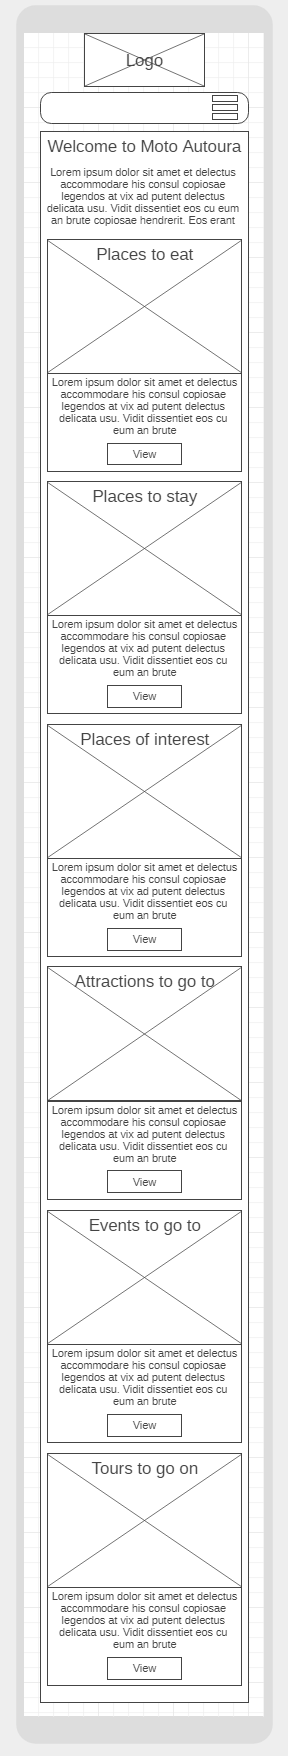 Logo
Welcome to Moto Autoura
Lorem ipsum dolor sit amet et delectus
accommodare his consul copiosae
legendos at vix ad putent delectus
delicata usu. Vidit dissentiet eos cu eum
an brute copiosae hendrerit. Eos erant
Places to eat
Lorem ipsum dolor sit amet et delectus
accommodare his consul copiosae
legendos at vix ad putent delectus
delicata usu. Vidit dissentiet eos cu
eum an brute
View
Places to stay
Lorem ipsum dolor sit amet et delectus
accommodare his consul copiosae
legendos at vix ad putent delectus
delicata usu. Vidit dissentiet eos cu
eum an brute
View
Places of interest
Lorem ipsum dolor sit amet et delectus
accommodare his consul copiosae
legendos at vix ad putent delectus
delicata usu. Vidit dissentiet eos cu
eum an brute
View
Attractions to go to
Lorem ipsum dolor sit amet et delectus
accommodare his consul copiosae
legendos at vix ad putent delectus
delicata usu. Vidit dissentiet eos cu
eum an brute
View
Events to go to
Lorem ipsum dolor sit amet et delectus
accommodare his consul copiosae
legendos at vix ad putent delectus
delicata usu. Vidit dissentiet eos cu
eum an brute
View
Tours to go on
Lorem ipsum dolor sit amet et delectus
accommodare his consul copiosae
legendos at vix ad putent delectus
delicata usu. Vidit dissentiet eos cu
eum an brute
View